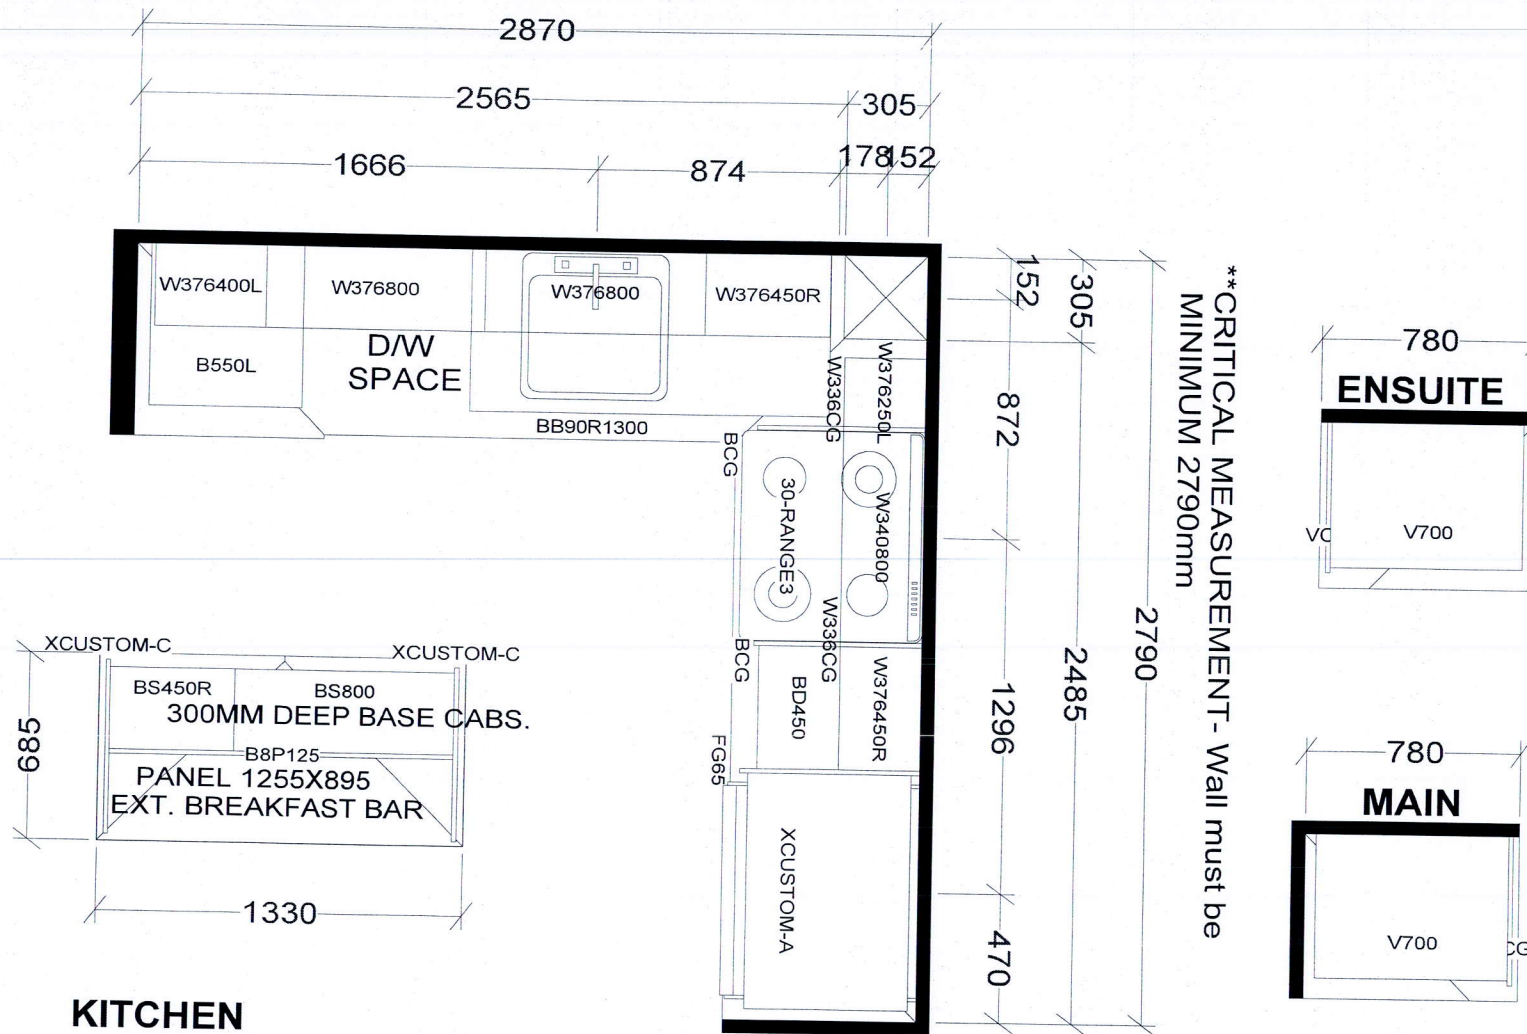 2870
2565
305
1666
874
178
152
W376400L
W376800
W376800
W376450R
B550L
D/W
SPACE
BB90R1300
W336CG
W376250L
BCG
30-RANGE3
W340800
W336CG
BCG
BD450
W376450R
FG65
XCUSTOM-A
152
305
872
2790
2485
1296
470
**CRITICAL MEASUREMENT- Wall must be
MINIMUM 2790mm
XCUSTOM-C
XCUSTOM-C
BS450R
BS800
300MM DEEP BASE CABS.
B8P125
PANEL 1255X895
EXT. BREAKFAST BAR
685
1330
KITCHEN
780
ENSUITE
V700
780
MAIN
V700